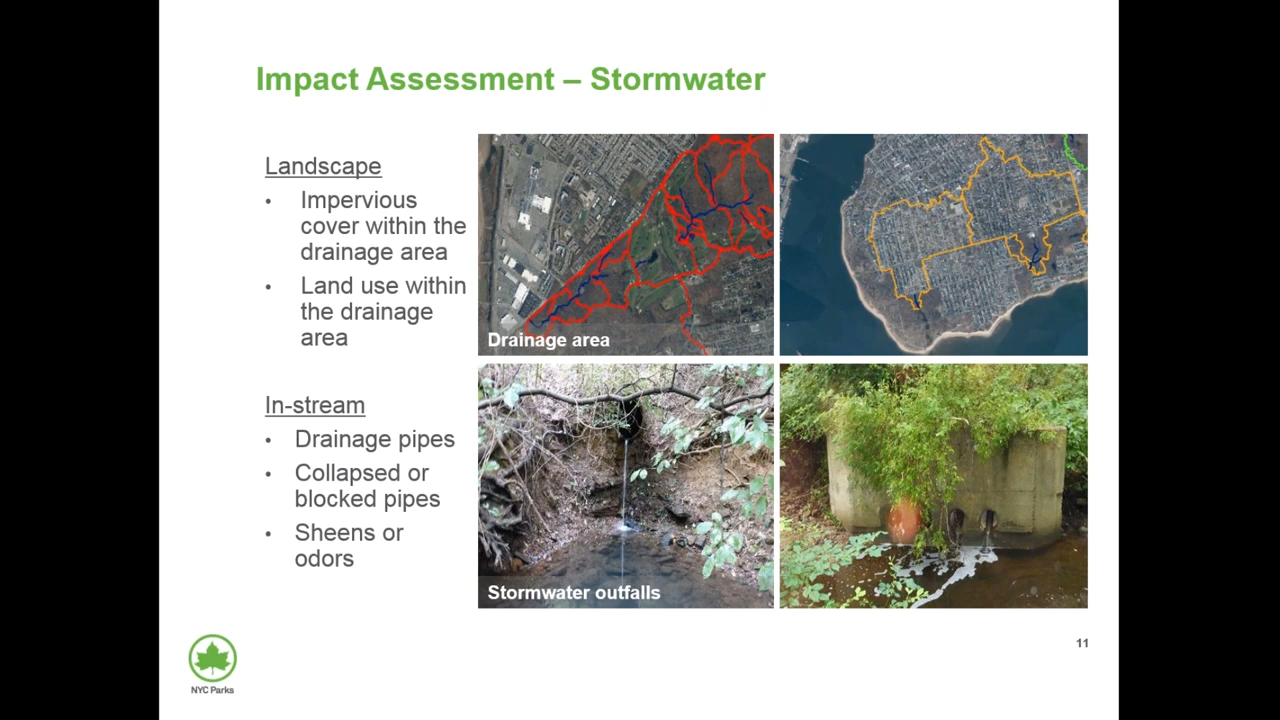 Impact Assessment – Stormwater
Landscape
• Impervious
cover within the
drainage area
• Land use within
the drainage
area
In-stream
• Drainage pipes
• Collapsed or
blocked pipes
• Sheens or
odors
Drainage area
Stormwater outfalls
11
NYC Parks